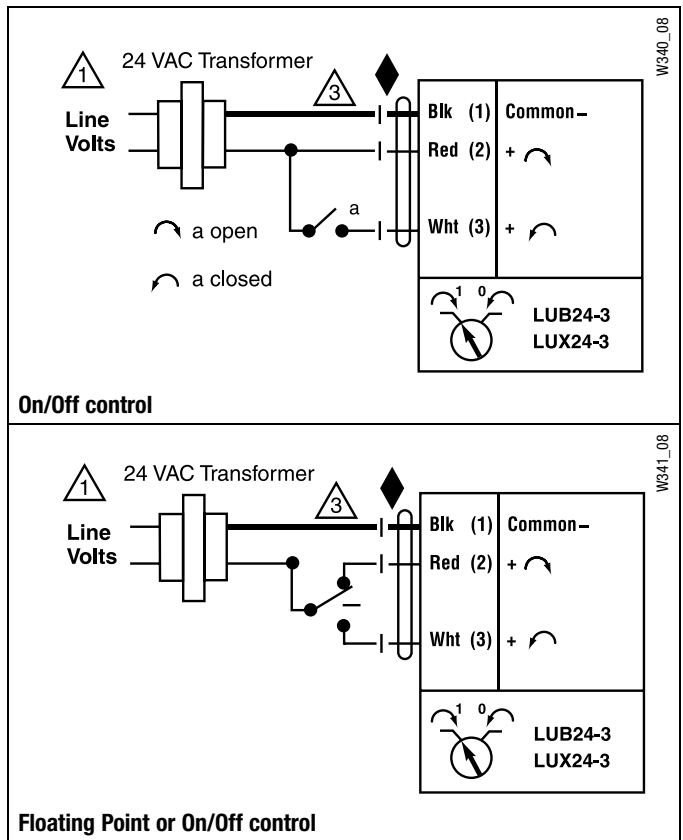 W340_08
24 VAC Transformer
1
3
Line
Volts
Blk (1) Common –
Red (2) +
a
Wht (3) +
a open
a closed
1 0
LUB24-3
LUX24-3
On/Off control
W341_08
24 VAC Transformer
1
3
Line
Volts
Blk (1) Common –
Red (2) +
Wht (3) +
1 0
LUB24-3
LUX24-3
Floating Point or On/Off control